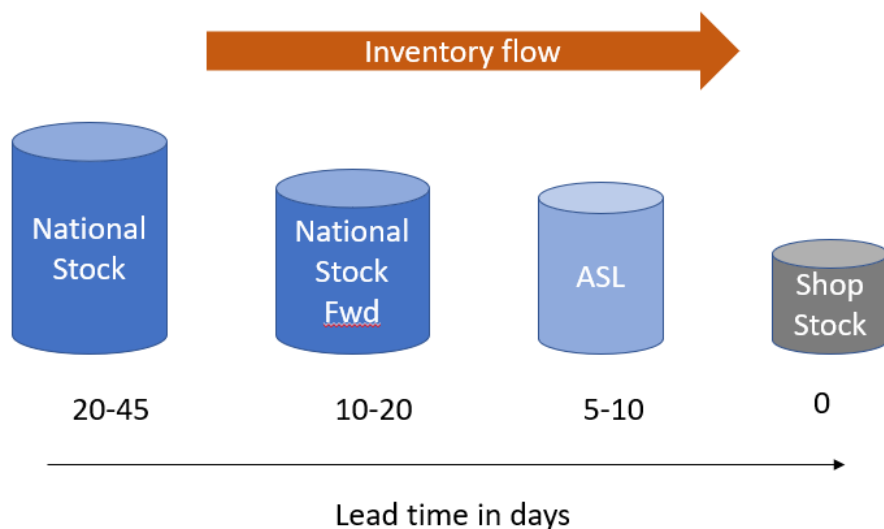 Inventory flow
National
Stock
National
Stock
Fwd
ASL
Shop
Stock
20-45
10-20
5-10
0
Lead time in days